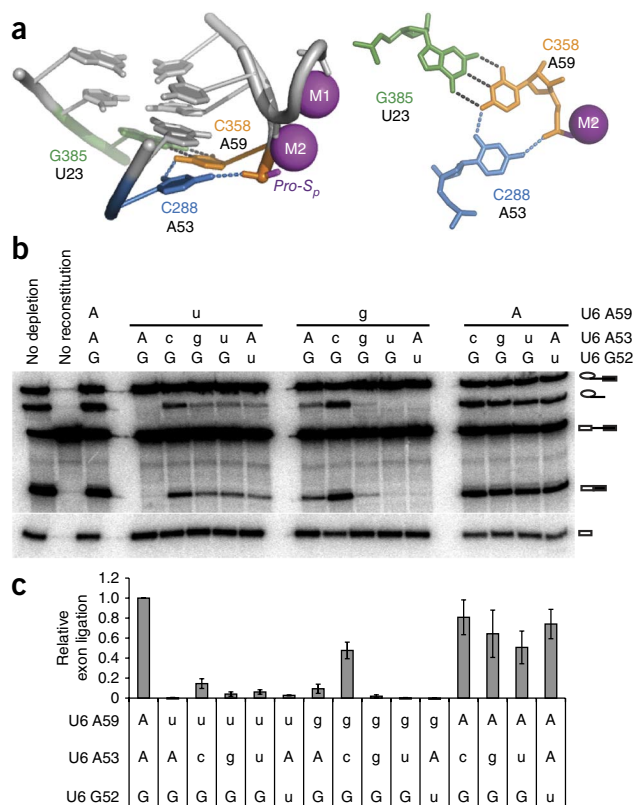 a
M1
C358
A59
M2
G385
U23
Pro-Sp
C288
A53
C358
A59
G385
U23
M2
C288
A53
b
No depletion
No reconstitution
A u g A U6 A59
A A c g u A A c g u A c g u A U6 A53
G G G G G u G G G G u G G G u U6 G52
c
Relative
exon ligation
1.2
1.0
0.8
0.6
0.4
0.2
0
U6 A59 A u u u u u g g g g g A A A A
U6 A53 A A c g u A A c g u A c g u A
U6 G52 G G G G G u G G G G u G G G u